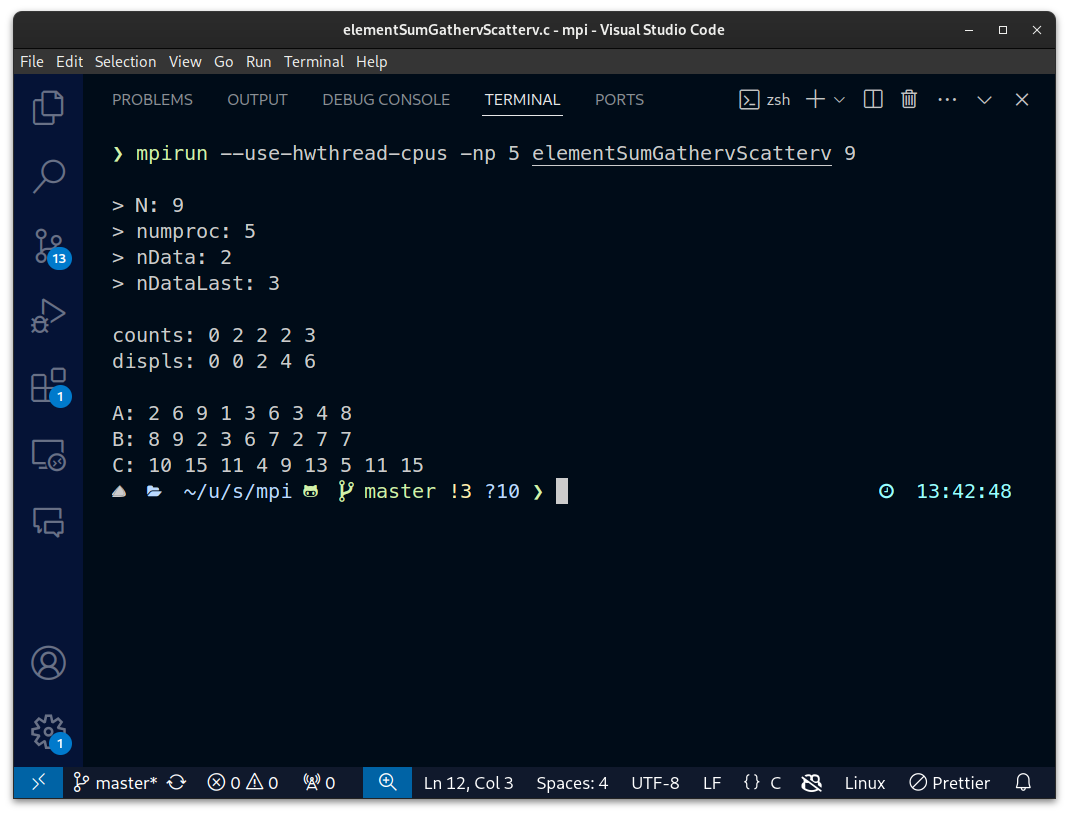 elementSumGathervScatterv.c - mpi - Visual Studio Code
File Edit Selection View Go Run Terminal Help
PROBLEMS OUTPUT DEBUG CONSOLE TERMINAL PORTS zsh
❯ mpirun --use-hwthread-cpus -np 5 elementSumGathervScatterv 9
> N: 9
> numproc: 5
> nData: 2
> nDataLast: 3
counts: 0 2 2 2 3
displs: 0 0 2 4 6
A: 2 6 9 1 3 6 3 4 8
B: 8 9 2 3 6 7 2 7 7
C: 10 15 11 4 9 13 5 11 15
~/u/s/mpi master !3 ?10 ❯ 13:42:48
13
1
1
master* 0 0 0 Ln 12, Col 3 Spaces: 4 UTF-8 LF {} C Linux Prettier